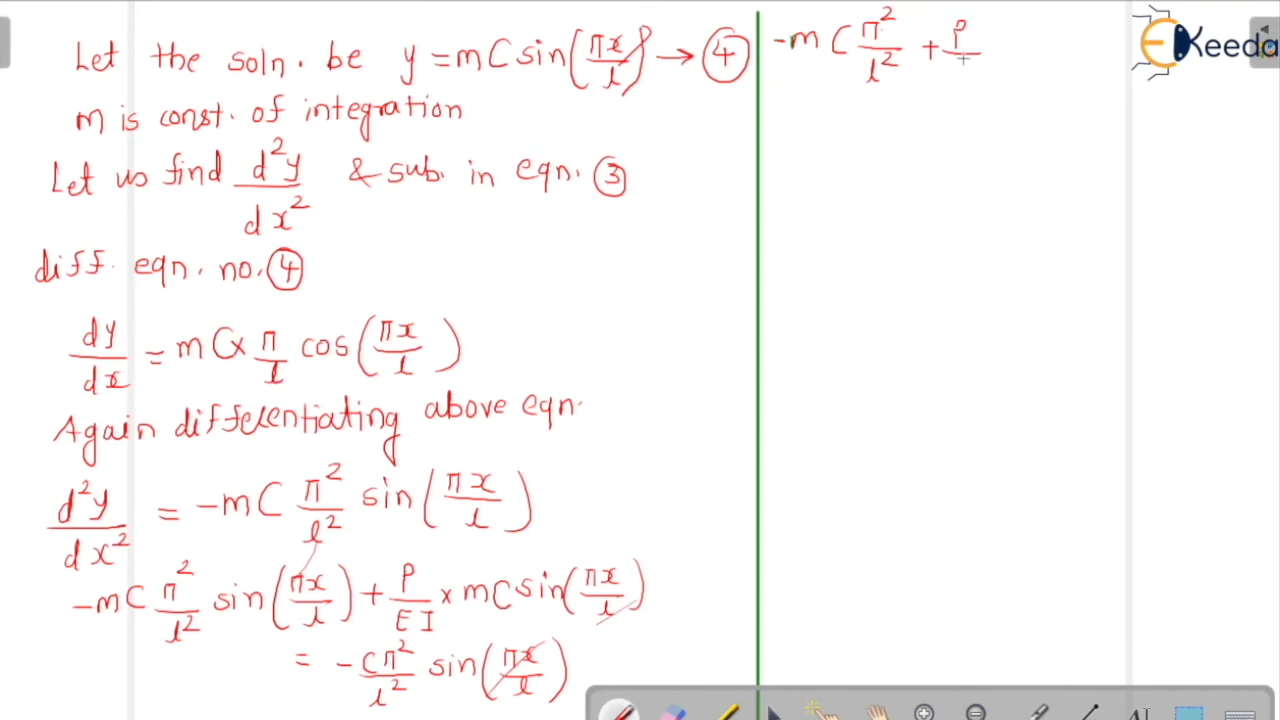 Let the soln. be y = mC sin(πx/l) → ④
m is const. of integration
Let us find d²y/dx² & sub. in eqn. ③
diff. eqn. no. ④
dy/dx = mC × π/l cos(πx/l)
Again differentiating above eqn.
d²y/dx² = -mC π²/l² sin(πx/l)
-mC π²/l² sin(πx/l) + P/EI × mC sin(πx/l)
= -Cπ²/l² sin(πx/l)
-mC π²/l² + P
Ekeeda